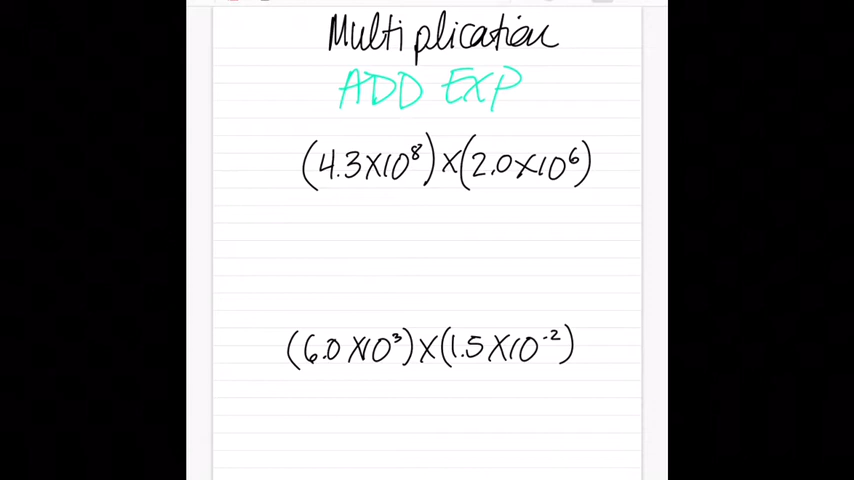 Multiplication
ADD EXP
(4.3X10⁸)X(2.0X10⁶)
(6.0X10³)X(1.5X10⁻²)